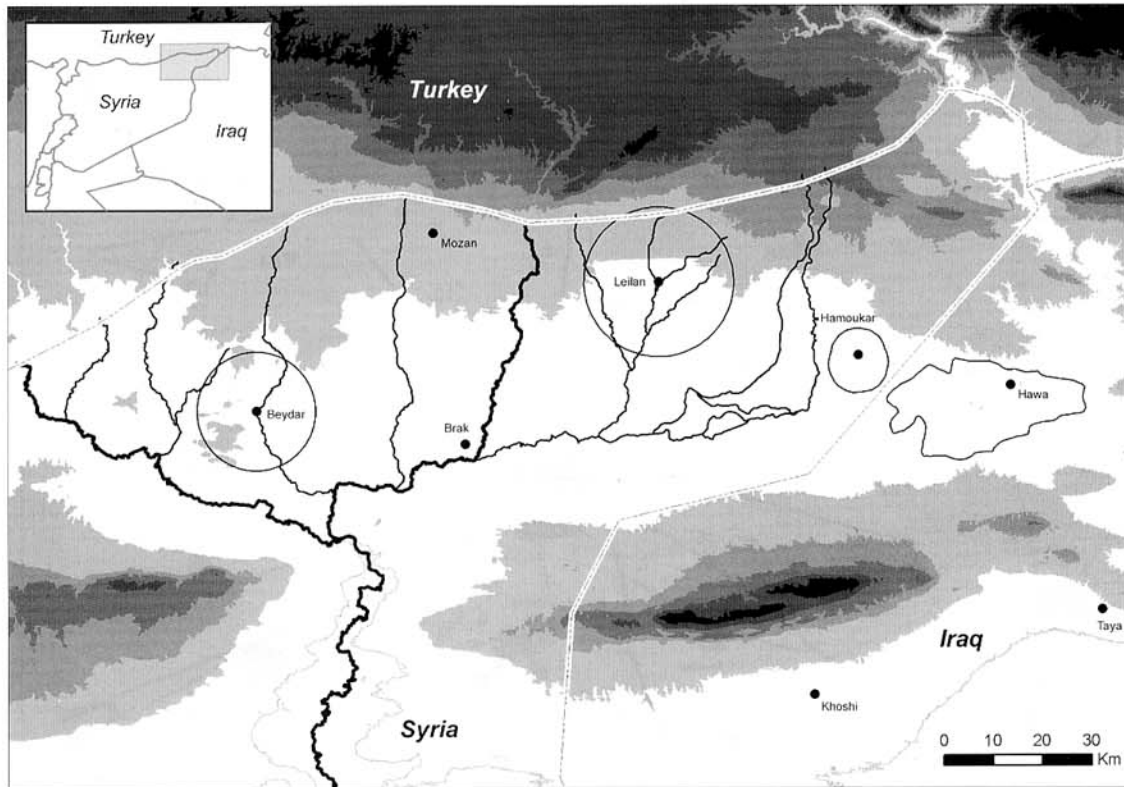 Turkey
Syria
Iraq
Turkey
Mozan
Leilan
Hamoukar
Beydar
Hawa
Brak
Taya
Iraq
Khoshi
Syria
0 10 20 30
Km